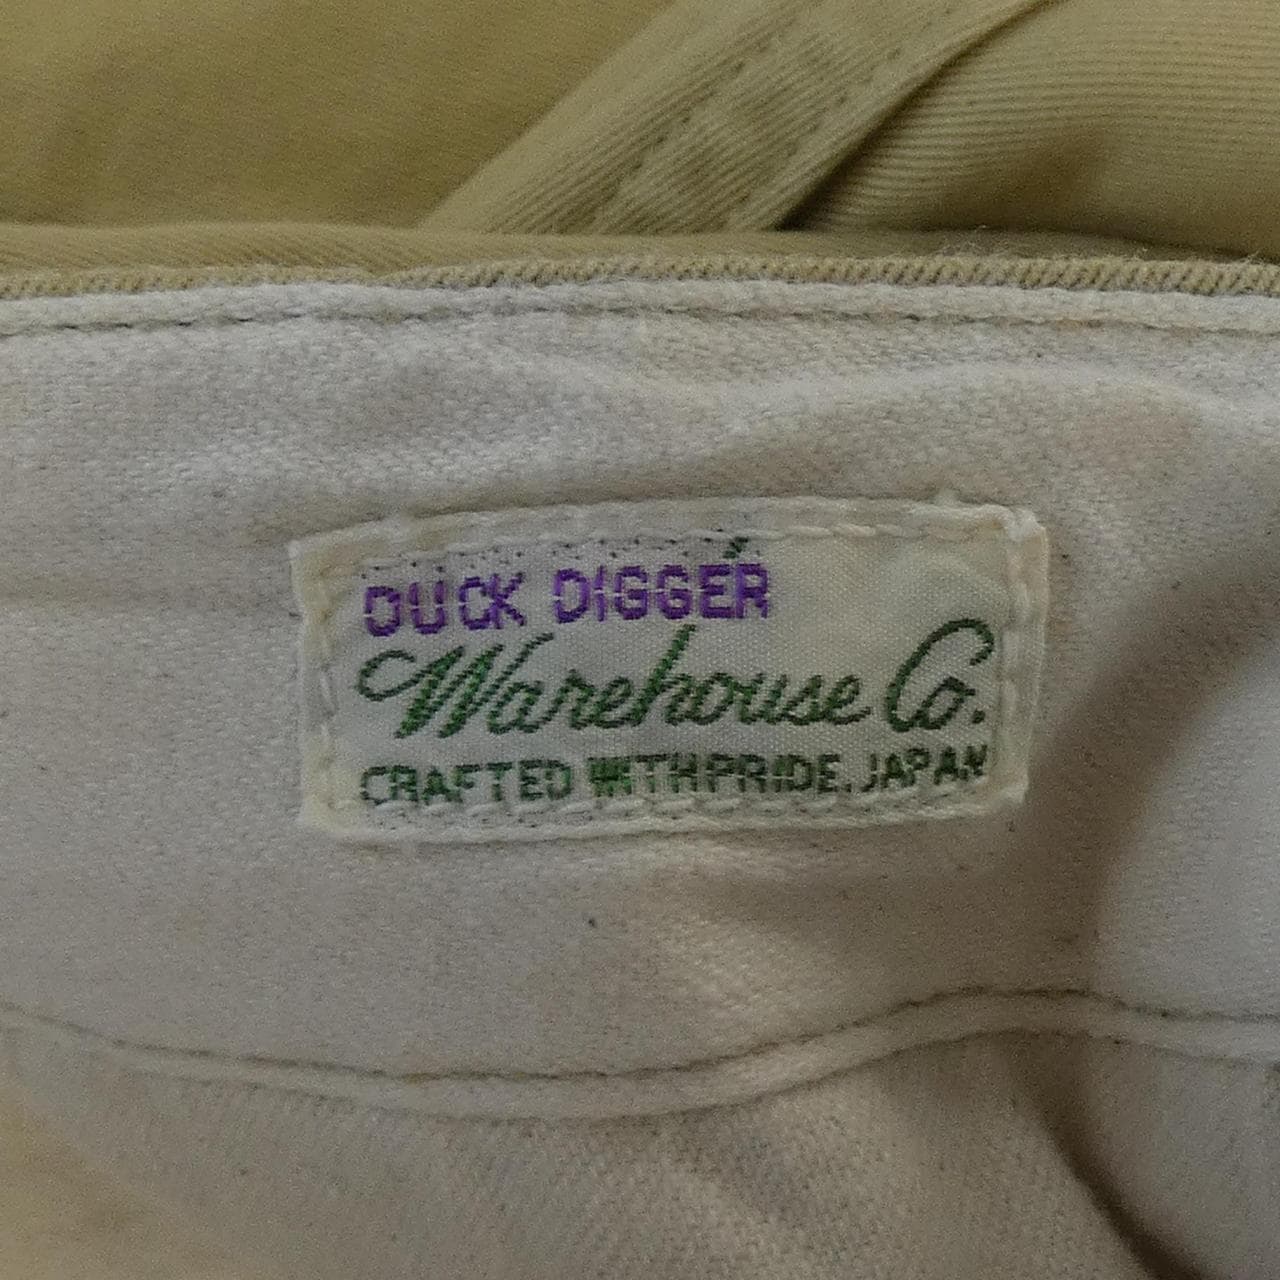 DUCK DIGGER
Warehouse Co.
CRAFTED WITH PRIDE. JAPAN